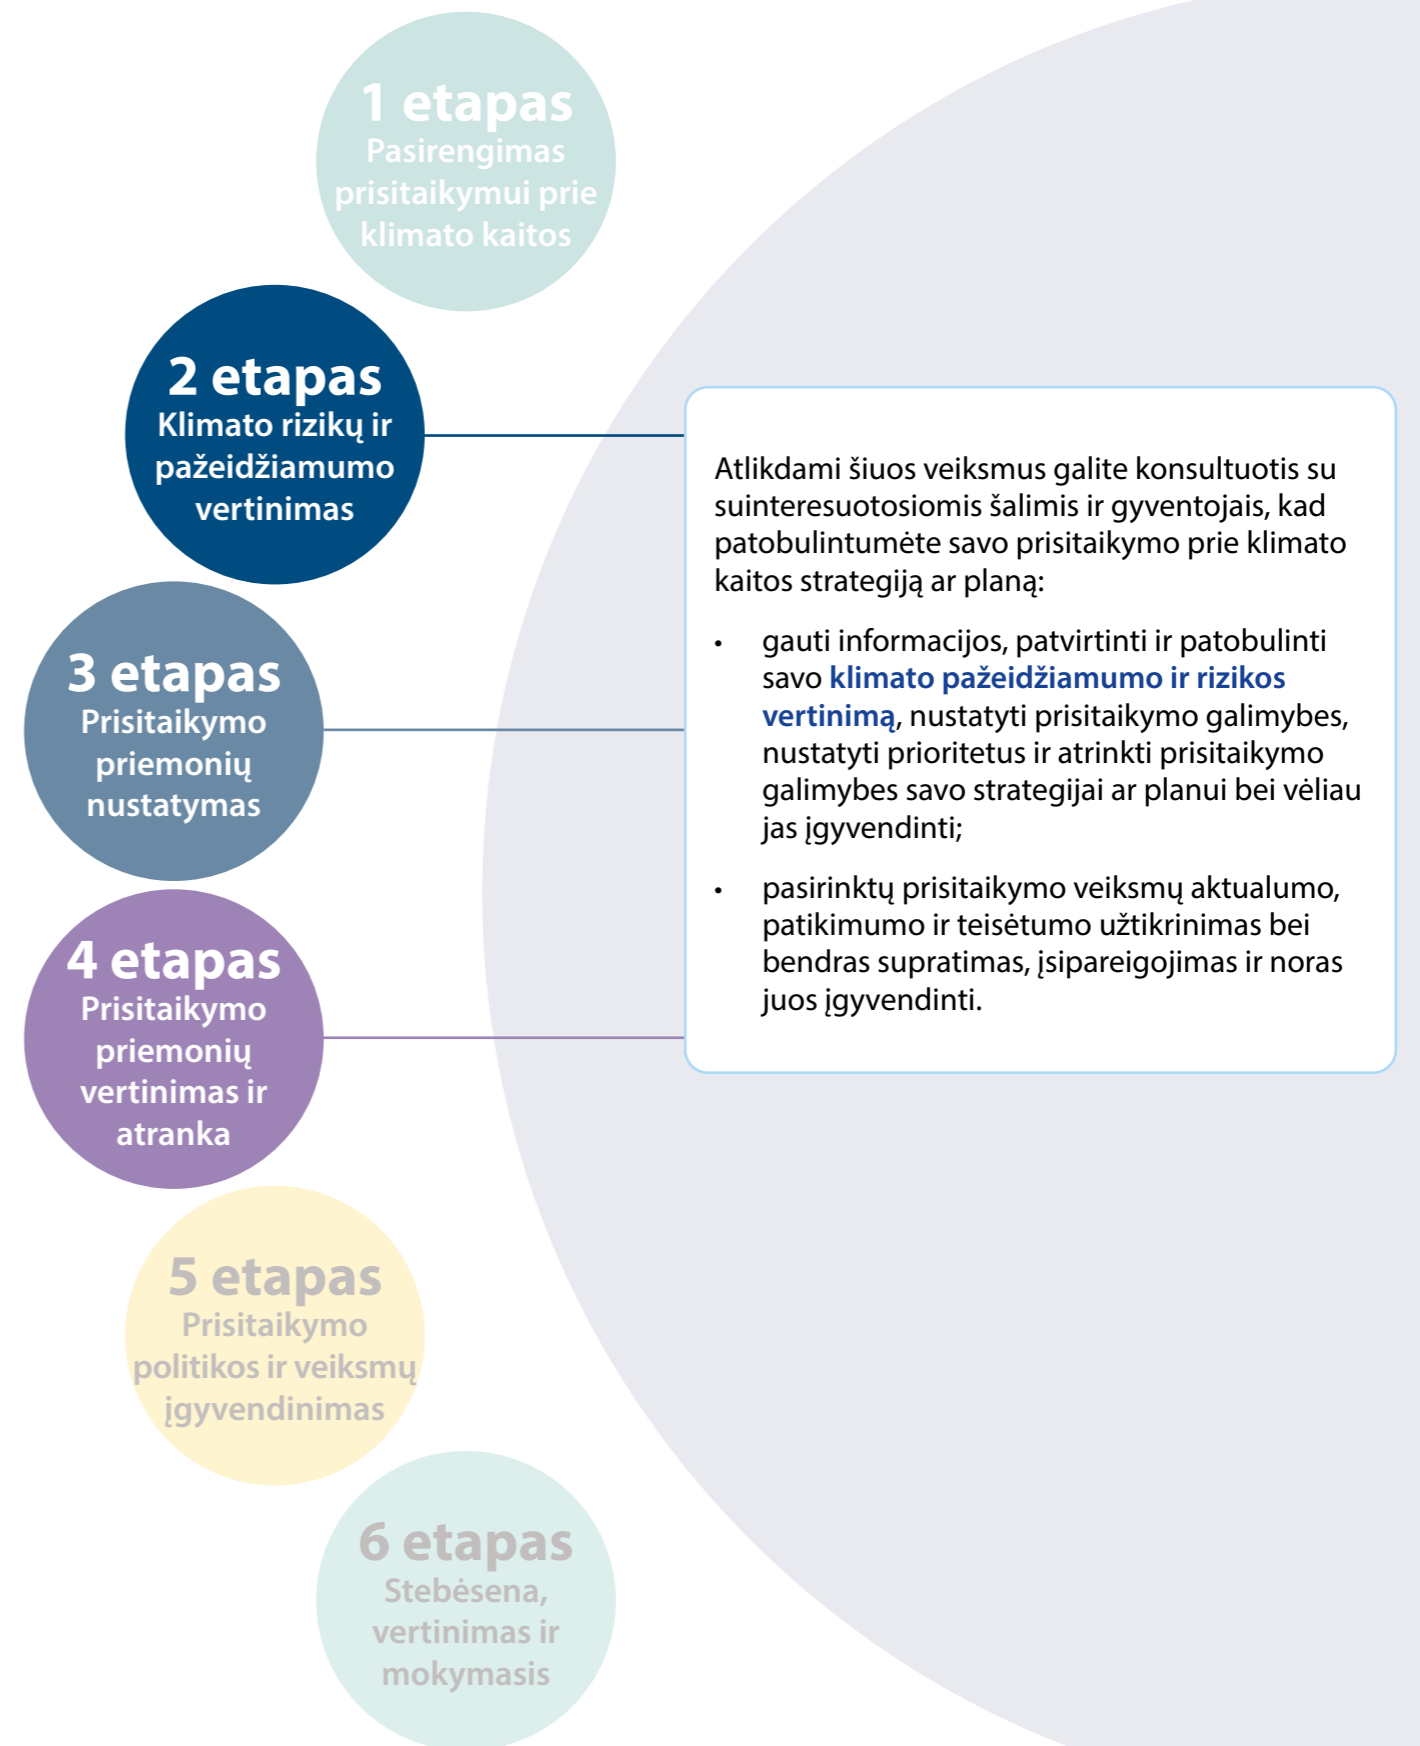 1 etapas
Pasirengimas
prisitaikymui prie
klimato kaitos
2 etapas
Klimato rizikų ir
pažeidžiamumo
vertinimas
3 etapas
Prisitaikymo
priemonių
nustatymas
4 etapas
Prisitaikymo
priemonių
vertinimas ir
atranka
5 etapas
Prisitaikymo
politikos ir veiksmų
įgyvendinimas
6 etapas
Stebėsena,
vertinimas ir
mokymasis
Atlikdami šiuos veiksmus galite konsultuotis su
suinteresuotosiomis šalimis ir gyventojais, kad
patobulintumėte savo prisitaikymo prie klimato
kaitos strategiją ar planą:
• gauti informacijos, patvirtinti ir patobulinti
savo klimato pažeidžiamumo ir rizikos
vertinimą, nustatyti prisitaikymo galimybes,
nustatyti prioritetus ir atrinkti prisitaikymo
galimybes savo strategijai ar planui bei vėliau
jas įgyvendinti;
• pasirinktų prisitaikymo veiksmų aktualumo,
patikimumo ir teisėtumo užtikrinimas bei
bendras supratimas, įsipareigojimas ir noras
juos įgyvendinti.